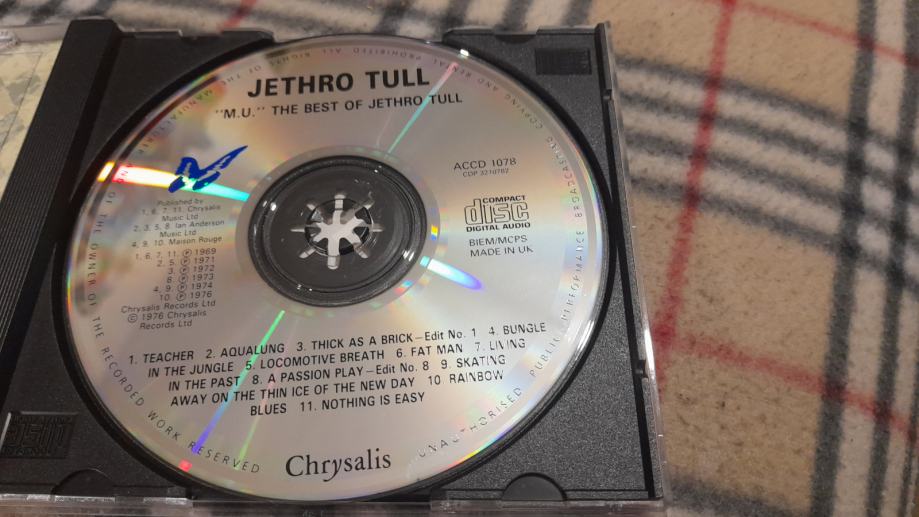 JETHRO TULL
"M.U." THE BEST OF JETHRO TULL
ACCD 1078
CDP 3210782
COMPACT
disc
DIGITAL AUDIO
BIEM/MCPS
MADE IN UK
Published by
1, 6, 7, 11, Chrysalis
Music Ltd
2, 3, 5, 8. Ian Anderson
Music Ltd
4, 9, 10. Maison Rouge
1, 6, 7, 11. Ⓟ 1969
2, 5. Ⓟ 1971
3. Ⓟ 1972
8. Ⓟ 1973
4, 9. Ⓟ 1974
10. Ⓟ 1976
Chrysalis Records Ltd
© 1976 Chrysalis
Records Ltd
1. TEACHER 2. AQUALUNG 3. THICK AS A BRICK–Edit No. 1 4. BUNGLE
IN THE JUNGLE 5. LOCOMOTIVE BREATH 6. FAT MAN 7. LIVING
IN THE PAST 8. A PASSION PLAY–Edit No. 8 9. SKATING
AWAY ON THE THIN ICE OF THE NEW DAY 10. RAINBOW
BLUES 11. NOTHING IS EASY
Chrysalis
ALL RIGHTS OF THE MANUFACTURER AND OF THE OWNER OF THE RECORDED WORK RESERVED
UNAUTHORISED PUBLIC PERFORMANCE BROADCASTING COPYING AND RENTAL PROHIBITED